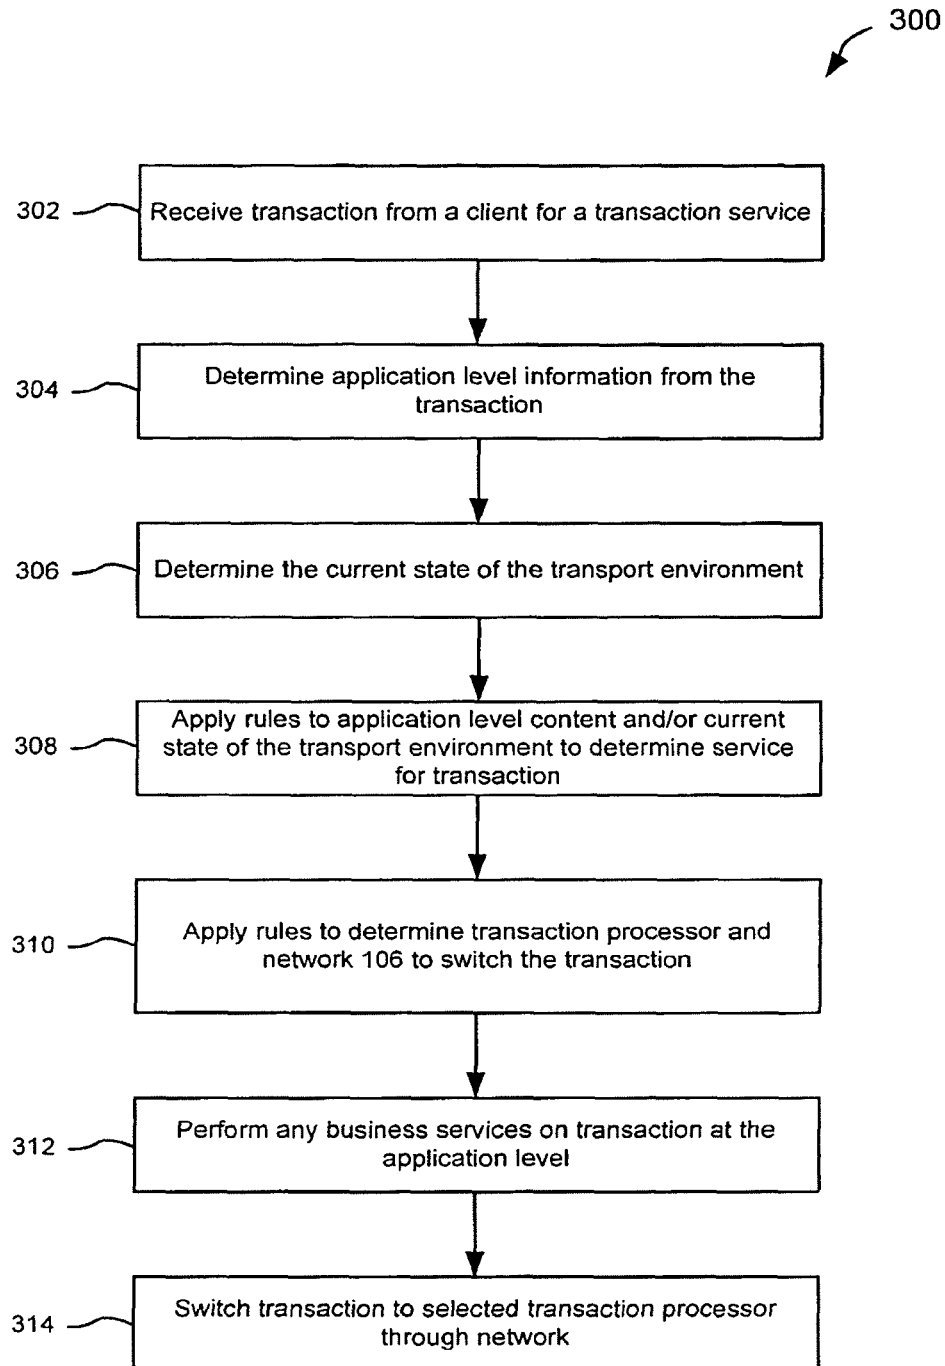 300
302
Receive transaction from a client for a transaction service
304
Determine application level information from the
transaction
306
Determine the current state of the transport environment
308
Apply rules to application level content and/or current
state of the transport environment to determine service
for transaction
310
Apply rules to determine transaction processor and
network 106 to switch the transaction
312
Perform any business services on transaction at the
application level
314
Switch transaction to selected transaction processor
through network